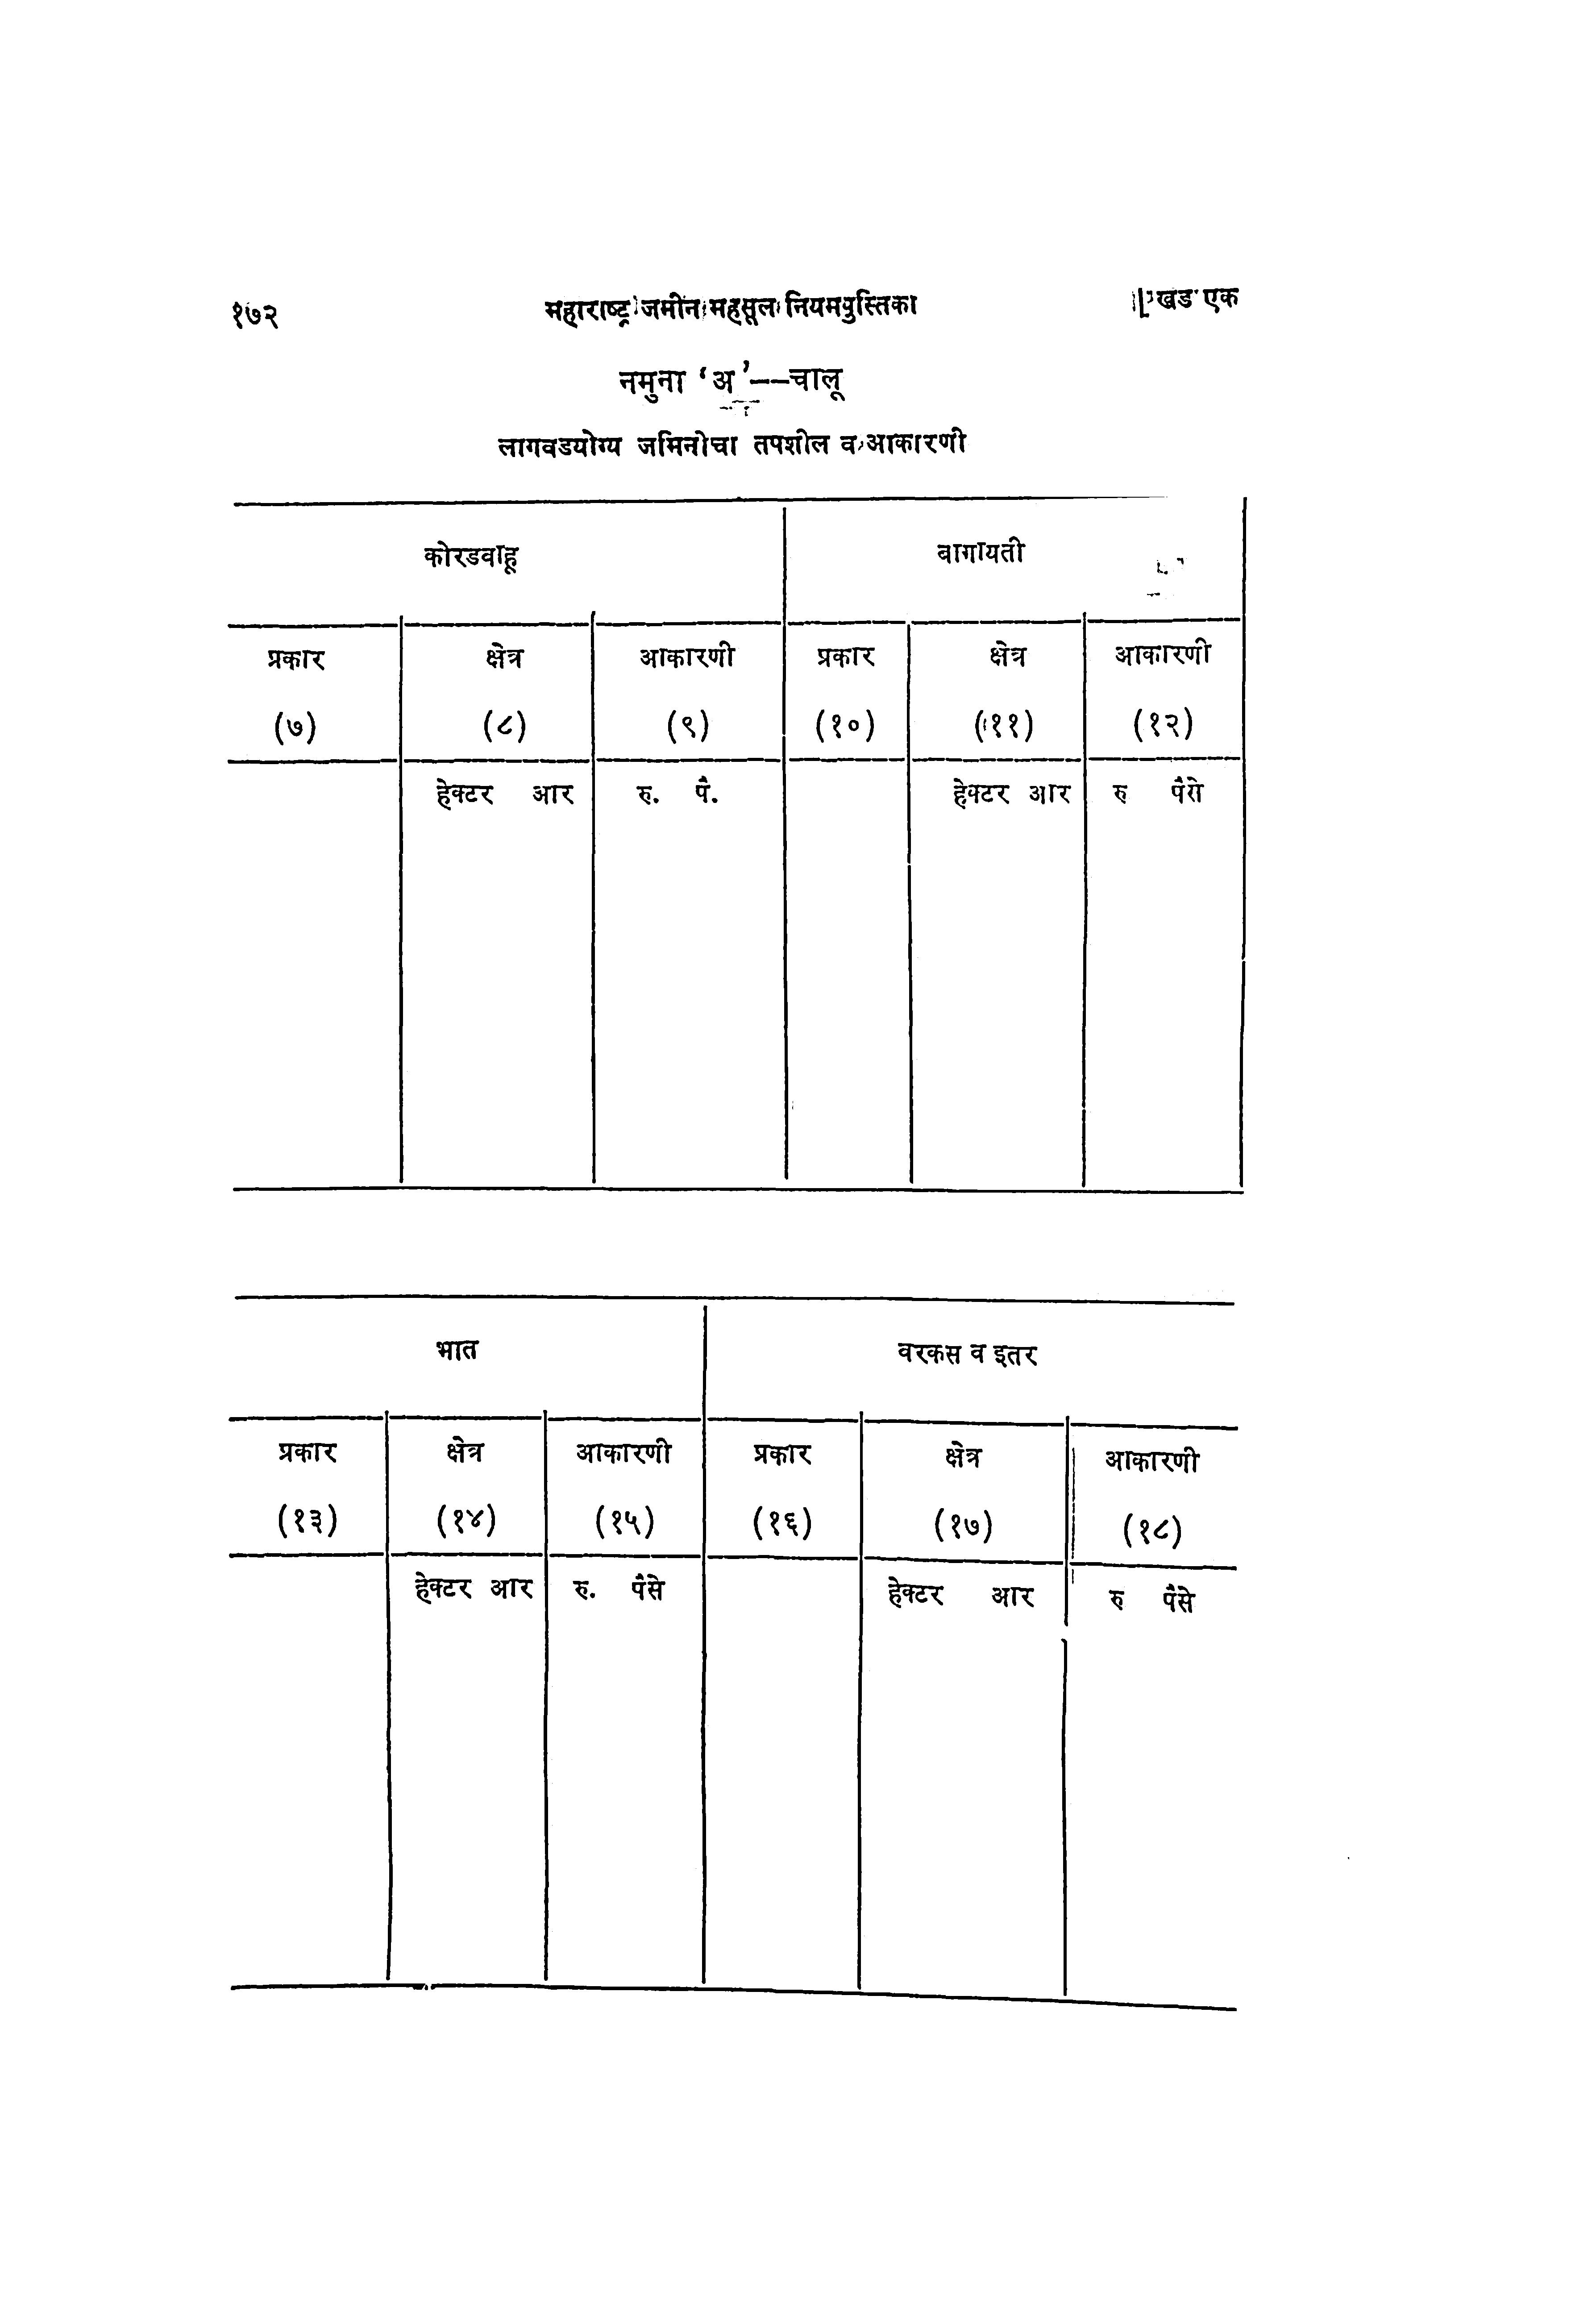 १७२ महाराष्ट्र जमीन महसूल नियमपुस्तिका [खंड एक
नमुना ‘अ’--चालू
लागवडयोग्य जमिनीचा तपशील व आकारणी
कोरडवाहू बागायती
प्रकार क्षेत्र आकारणी प्रकार क्षेत्र आकारणी
(७) (८) (९) (१०) (११) (१२)
हेक्टर आर रु. पै. हेक्टर आर रु पैसे
भात वरकस व इतर
प्रकार क्षेत्र आकारणी प्रकार क्षेत्र आकारणी
(१३) (१४) (१५) (१६) (१७) (१८)
हेक्टर आर रु. पैसे हेक्टर आर रु पैसे